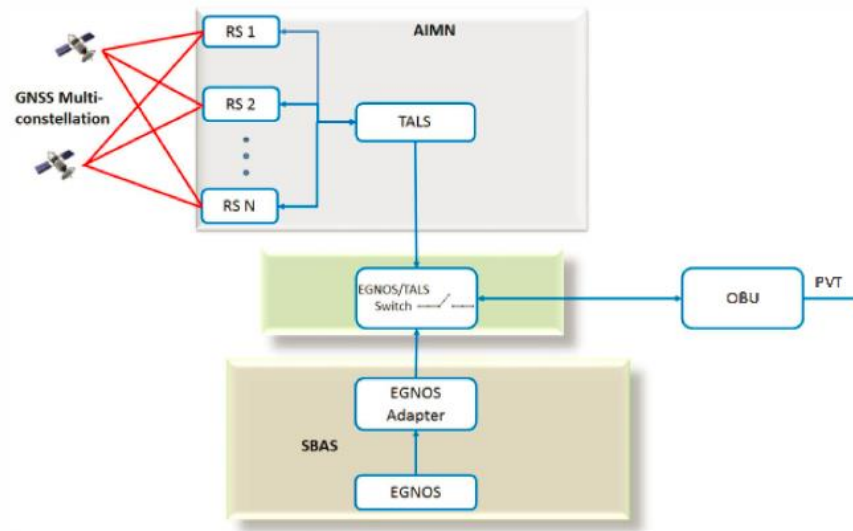 AIMN
RS 1
GNSS Multi-
constellation
RS 2
TALS
RS N
EGNOS/TALS
Switch
OBU
PVT
EGNOS
Adapter
SBAS
EGNOS